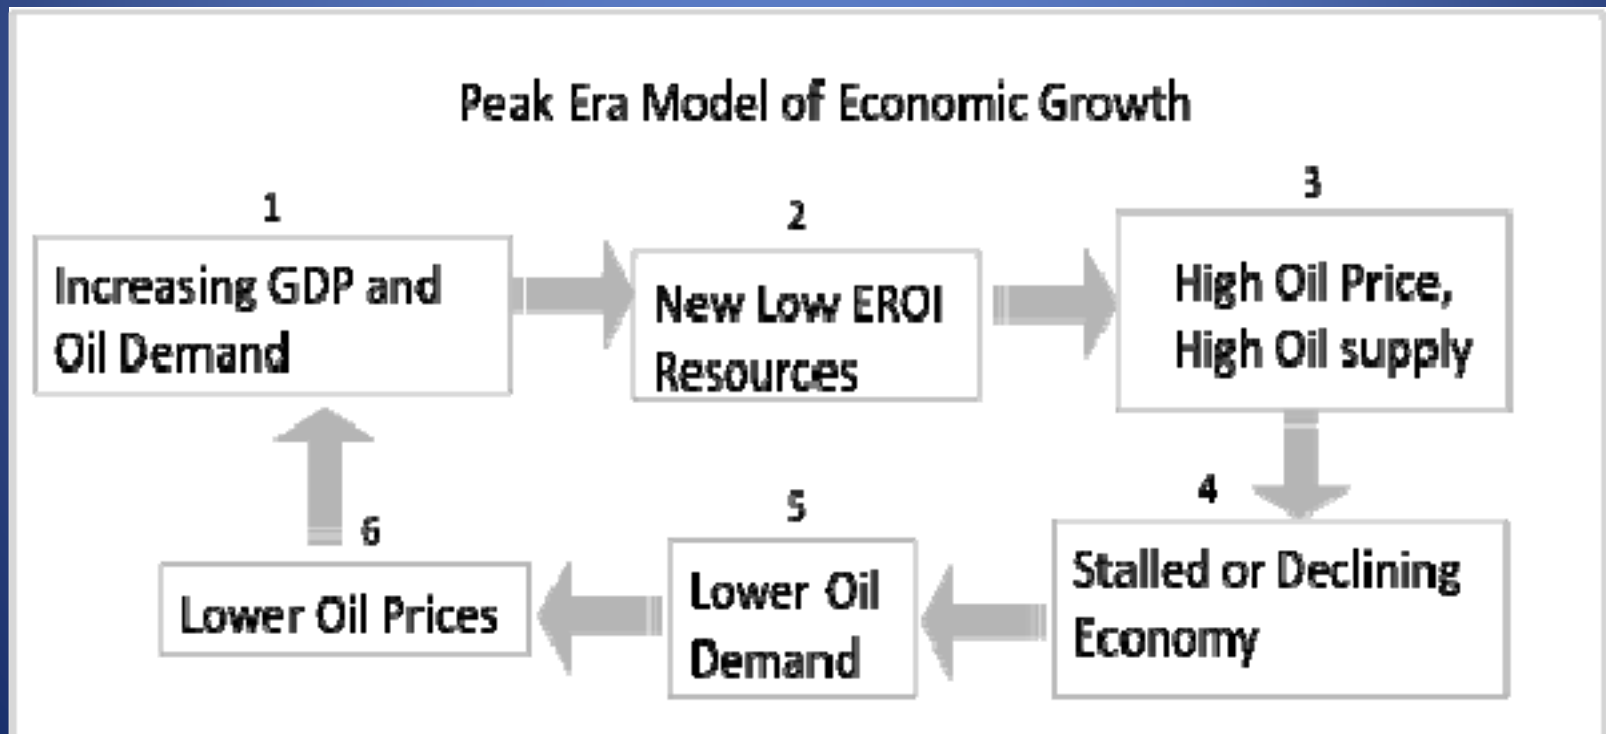 Peak Era Model of Economic Growth
1
Increasing GDP and
Oil Demand
2
New Low EROI
Resources
3
High Oil Price,
High Oil supply
4
Stalled or Declining
Economy
5
Lower Oil
Demand
6
Lower Oil Prices